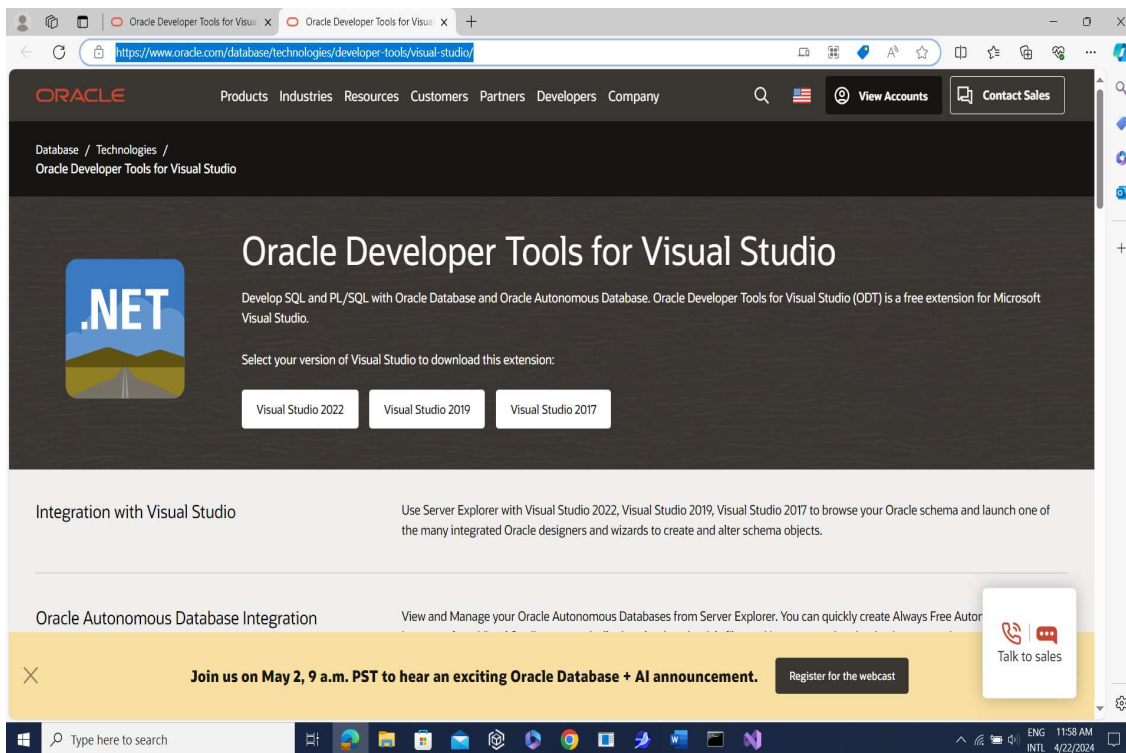 Oracle Developer Tools for Visual
Oracle Developer Tools for Visual
https://www.oracle.com/database/technologies/developer-tools/visual-studio/
ORACLE
Products Industries Resources Customers Partners Developers Company
View Accounts
Contact Sales
Database / Technologies /
Oracle Developer Tools for Visual Studio
.NET
Oracle Developer Tools for Visual Studio
Develop SQL and PL/SQL with Oracle Database and Oracle Autonomous Database. Oracle Developer Tools for Visual Studio (ODT) is a free extension for Microsoft
Visual Studio.
Select your version of Visual Studio to download this extension:
Visual Studio 2022
Visual Studio 2019
Visual Studio 2017
Integration with Visual Studio
Use Server Explorer with Visual Studio 2022, Visual Studio 2019, Visual Studio 2017 to browse your Oracle schema and launch one of
the many integrated Oracle designers and wizards to create and alter schema objects.
Oracle Autonomous Database Integration
View and Manage your Oracle Autonomous Databases from Server Explorer. You can quickly create Always Free Auton
Talk to sales
Join us on May 2, 9 a.m. PST to hear an exciting Oracle Database + AI announcement.
Register for the webcast
Type here to search
ENG 11:58 AM
INTL 4/22/2024